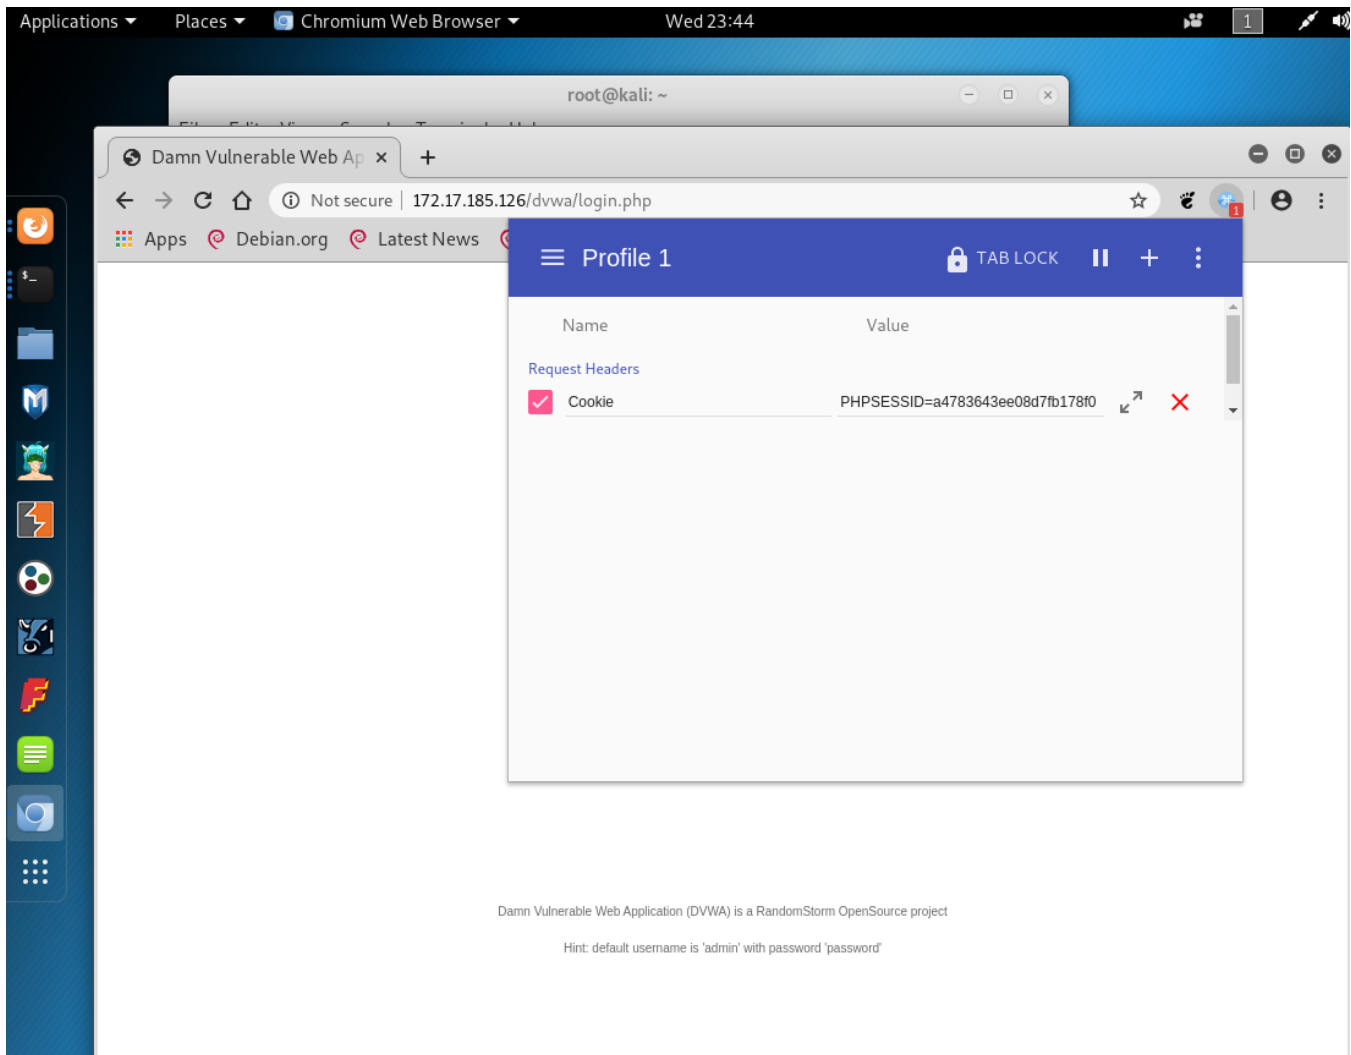 Applications Places Chromium Web Browser Wed 23:44 1
root@kali: ~
Damn Vulnerable Web Ap
Not secure 172.17.185.126/dvwa/login.php 1
Apps Debian.org Latest News
Profile 1 TAB LOCK
Name Value
Request Headers
Cookie PHPSESSID=a4783643ee08d7fb178f0
$_
Damn Vulnerable Web Application (DVWA) is a RandomStorm OpenSource project
Hint: default username is 'admin' with password 'password'